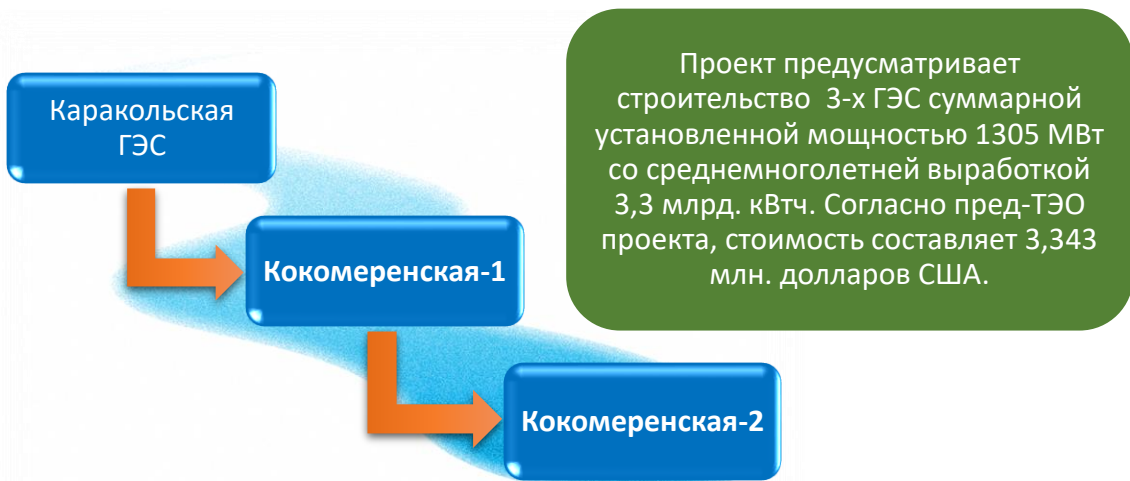 Каракольская
ГЭС
Кокомеренская-1
Кокомеренская-2
Проект предусматривает
строительство 3-х ГЭС суммарной
установленной мощностью 1305 МВт
со среднемноголетней выработкой
3,3 млрд. кВтч. Согласно пред-ТЭО
проекта, стоимость составляет 3,343
млн. долларов США.